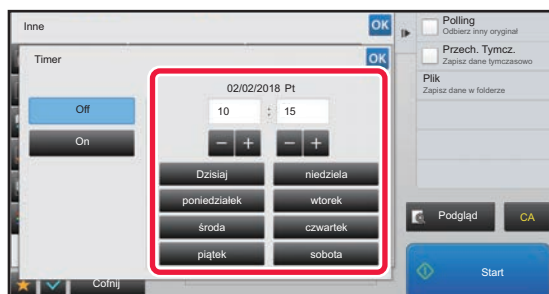 Inne
OK
Timer
OK
02/02/2018 Pt
Off
10 : 15
On
− + − +
Dzisiaj niedziela
poniedziałek wtorek
środa czwartek
piątek sobota
Cofnij
Polling
Odbierz inny oryginał
Przech. Tymcz.
Zapisz dane tymczasowo
Plik
Zapisz dane w folderze
Podgląd CA
Start